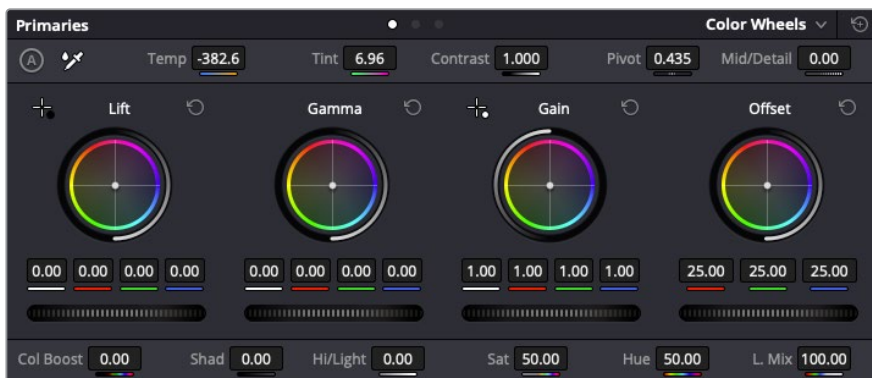 Primaries Color Wheels
A Temp -382.6 Tint 6.96 Contrast 1.000 Pivot 0.435 Mid/Detail 0.00
Lift Gamma Gain Offset
0.00 0.00 0.00 0.00 0.00 0.00 0.00 0.00 1.00 1.00 1.00 1.00 25.00 25.00 25.00
Col Boost 0.00 Shad 0.00 Hi/Light 0.00 Sat 50.00 Hue 50.00 L. Mix 100.00